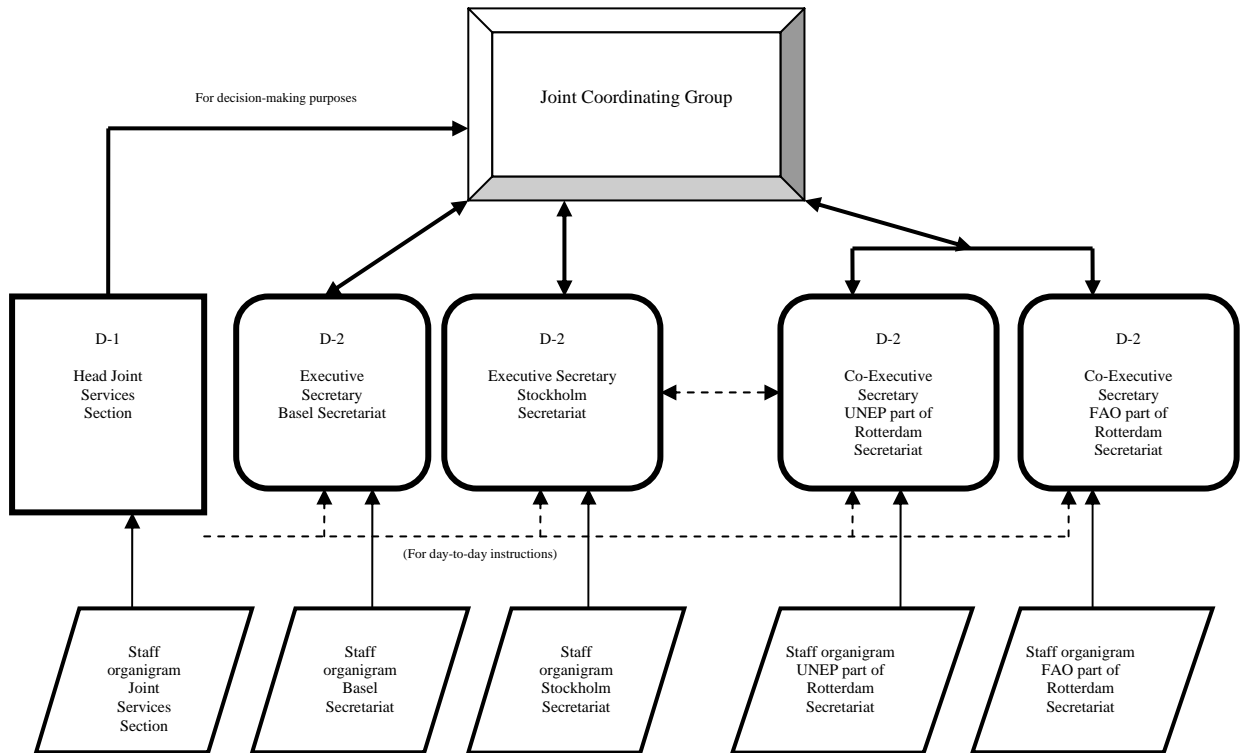 Joint Coordinating Group
For decision-making purposes
D-1
Head Joint
Services
Section
D-2
Executive
Secretary
Basel Secretariat
D-2
Executive Secretary
Stockholm
Secretariat
D-2
Co-Executive
Secretary
UNEP part of
Rotterdam
Secretariat
D-2
Co-Executive
Secretary
FAO part of
Rotterdam
Secretariat
(For day-to-day instructions)
Staff
organigram
Joint
Services
Section
Staff
organigram
Basel
Secretariat
Staff
organigram
Stockholm
Secretariat
Staff organigram
UNEP part of
Rotterdam
Secretariat
Staff organigram
FAO part of
Rotterdam
Secretariat